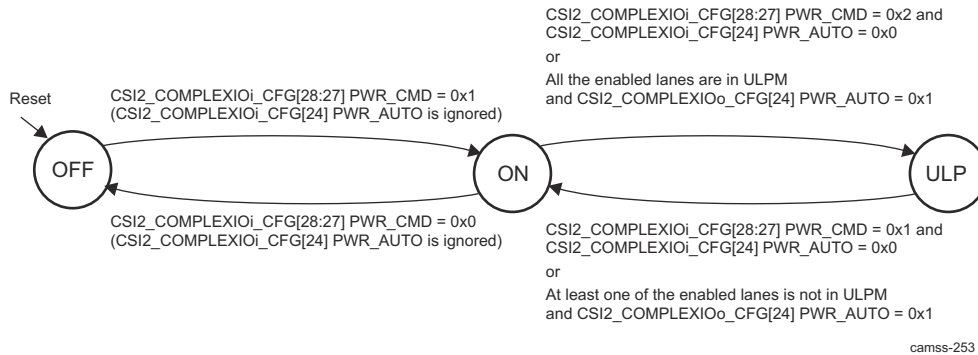 CSI2_COMPLEXIOi_CFG[28:27] PWR_CMD = 0x2 and
CSI2_COMPLEXIOi_CFG[24] PWR_AUTO = 0x0
or
All the enabled lanes are in ULPM
and CSI2_COMPLEXIOo_CFG[24] PWR_AUTO = 0x1
Reset
CSI2_COMPLEXIOi_CFG[28:27] PWR_CMD = 0x1
(CSI2_COMPLEXIOi_CFG[24] PWR_AUTO is ignored)
OFF
ON
ULP
CSI2_COMPLEXIOi_CFG[28:27] PWR_CMD = 0x0
(CSI2_COMPLEXIOi_CFG[24] PWR_AUTO is ignored)
CSI2_COMPLEXIOi_CFG[28:27] PWR_CMD = 0x1 and
CSI2_COMPLEXIOi_CFG[24] PWR_AUTO = 0x0
or
At least one of the enabled lanes is not in ULPM
and CSI2_COMPLEXIOo_CFG[24] PWR_AUTO = 0x1
camss-253